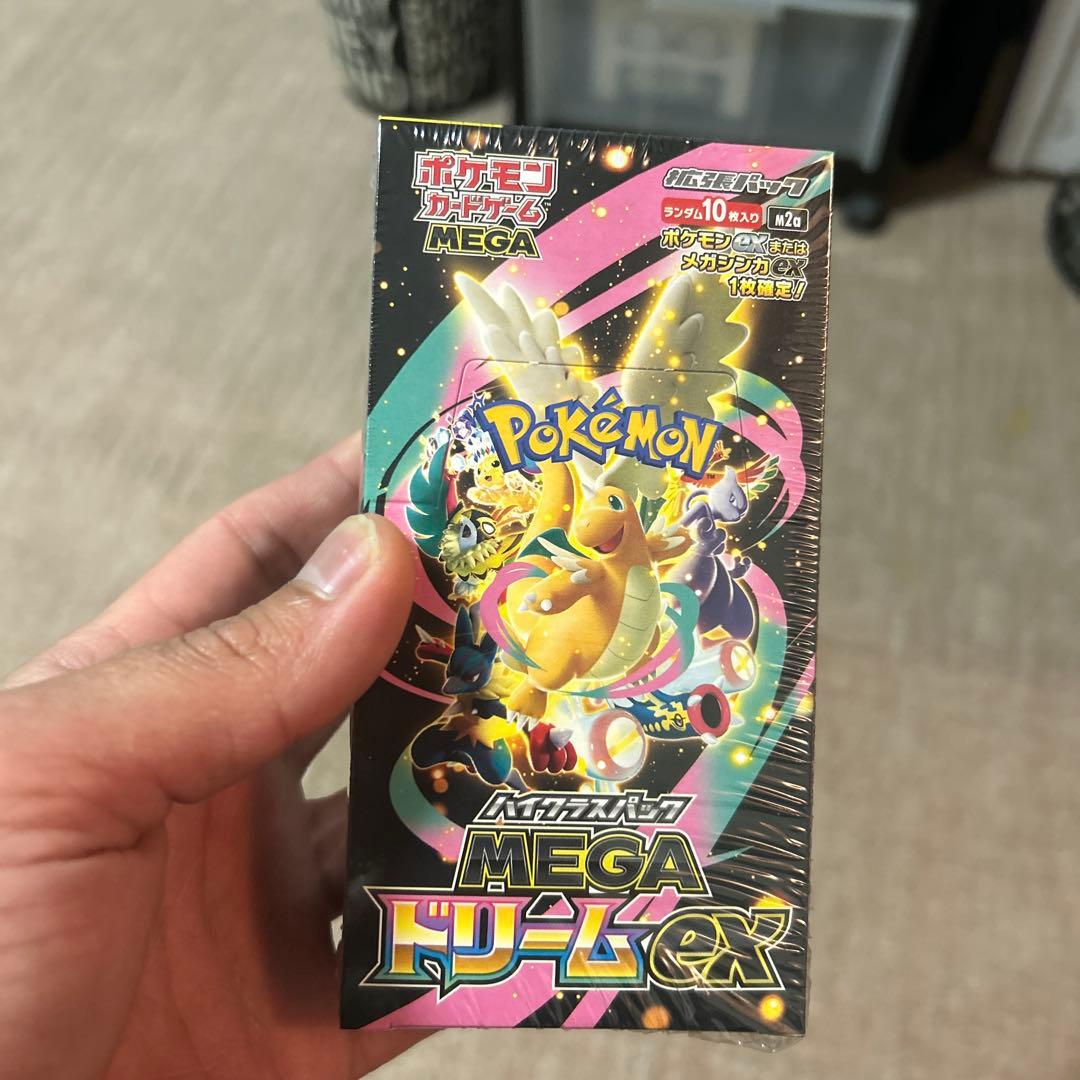 ポケモン
カードゲーム
MEGA
拡張パック
ランダム10枚入り M2a
ポケモンexまたは
メガシンカex
1枚確定!
POKéMON
ハイクラスパック
MEGA
ドリームex